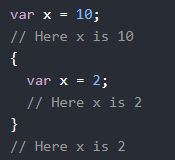 var x = 10;
// Here x is 10
{
  var x = 2;
  // Here x is 2
}
// Here x is 2